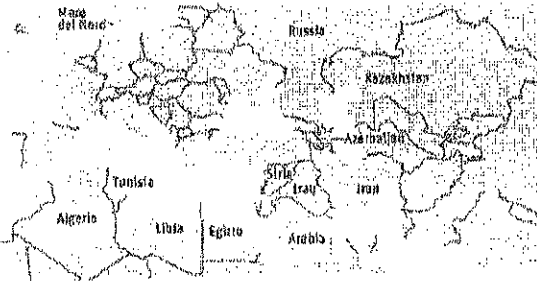 Mare
del Nord
Russia
Kazakhstan
Azerbaijan
Siria
Iraq
Iran
Tunisia
Algeria
Libia
Egitto
Arabia